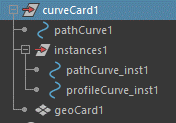 curveCard1
pathCurve1
instances1
pathCurve_inst1
profileCurve_inst1
geoCard1